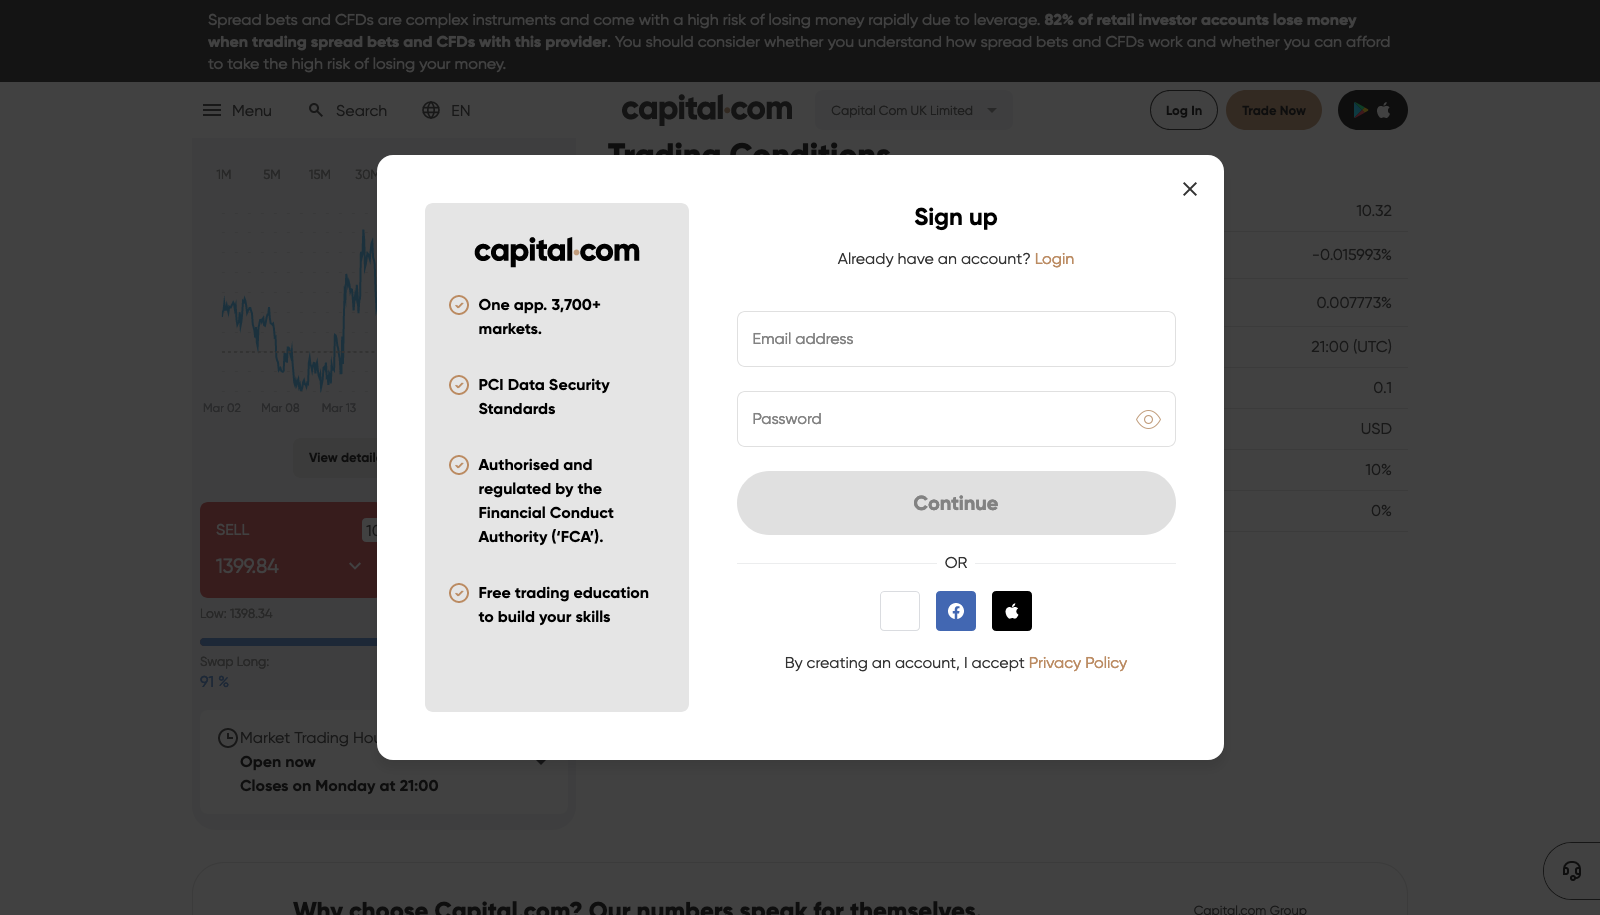 Spread bets and CFDs are complex instruments and come with a high risk of losing money rapidly due to leverage. 82% of retail investor accounts lose money
when trading spread bets and CFDs with this provider. You should consider whether you understand how spread bets and CFDs work and whether you can afford
to take the high risk of losing your money.
Menu Search EN capital.com Capital Com UK Limited Log In Trade Now
Trading Conditions
1M 5M 15M 30M
10.32
-0.015993%
0.007773%
21:00 (UTC)
0.1
USD
10%
0%
Mar 02 Mar 08 Mar 13
View details
SELL
1399.84
Low: 1398.34
Swap Long:
91 %
Market Trading Hou
Open now
Closes on Monday at 21:00
capital.com
One app. 3,700+
markets.
PCI Data Security
Standards
Authorised and
regulated by the
Financial Conduct
Authority (‘FCA’).
Free trading education
to build your skills
Sign up
Already have an account? Login
Email address
Password
Continue
OR
By creating an account, I accept Privacy Policy
Why choose Capital.com? Our numbers speak for themselves
Capital.com Group